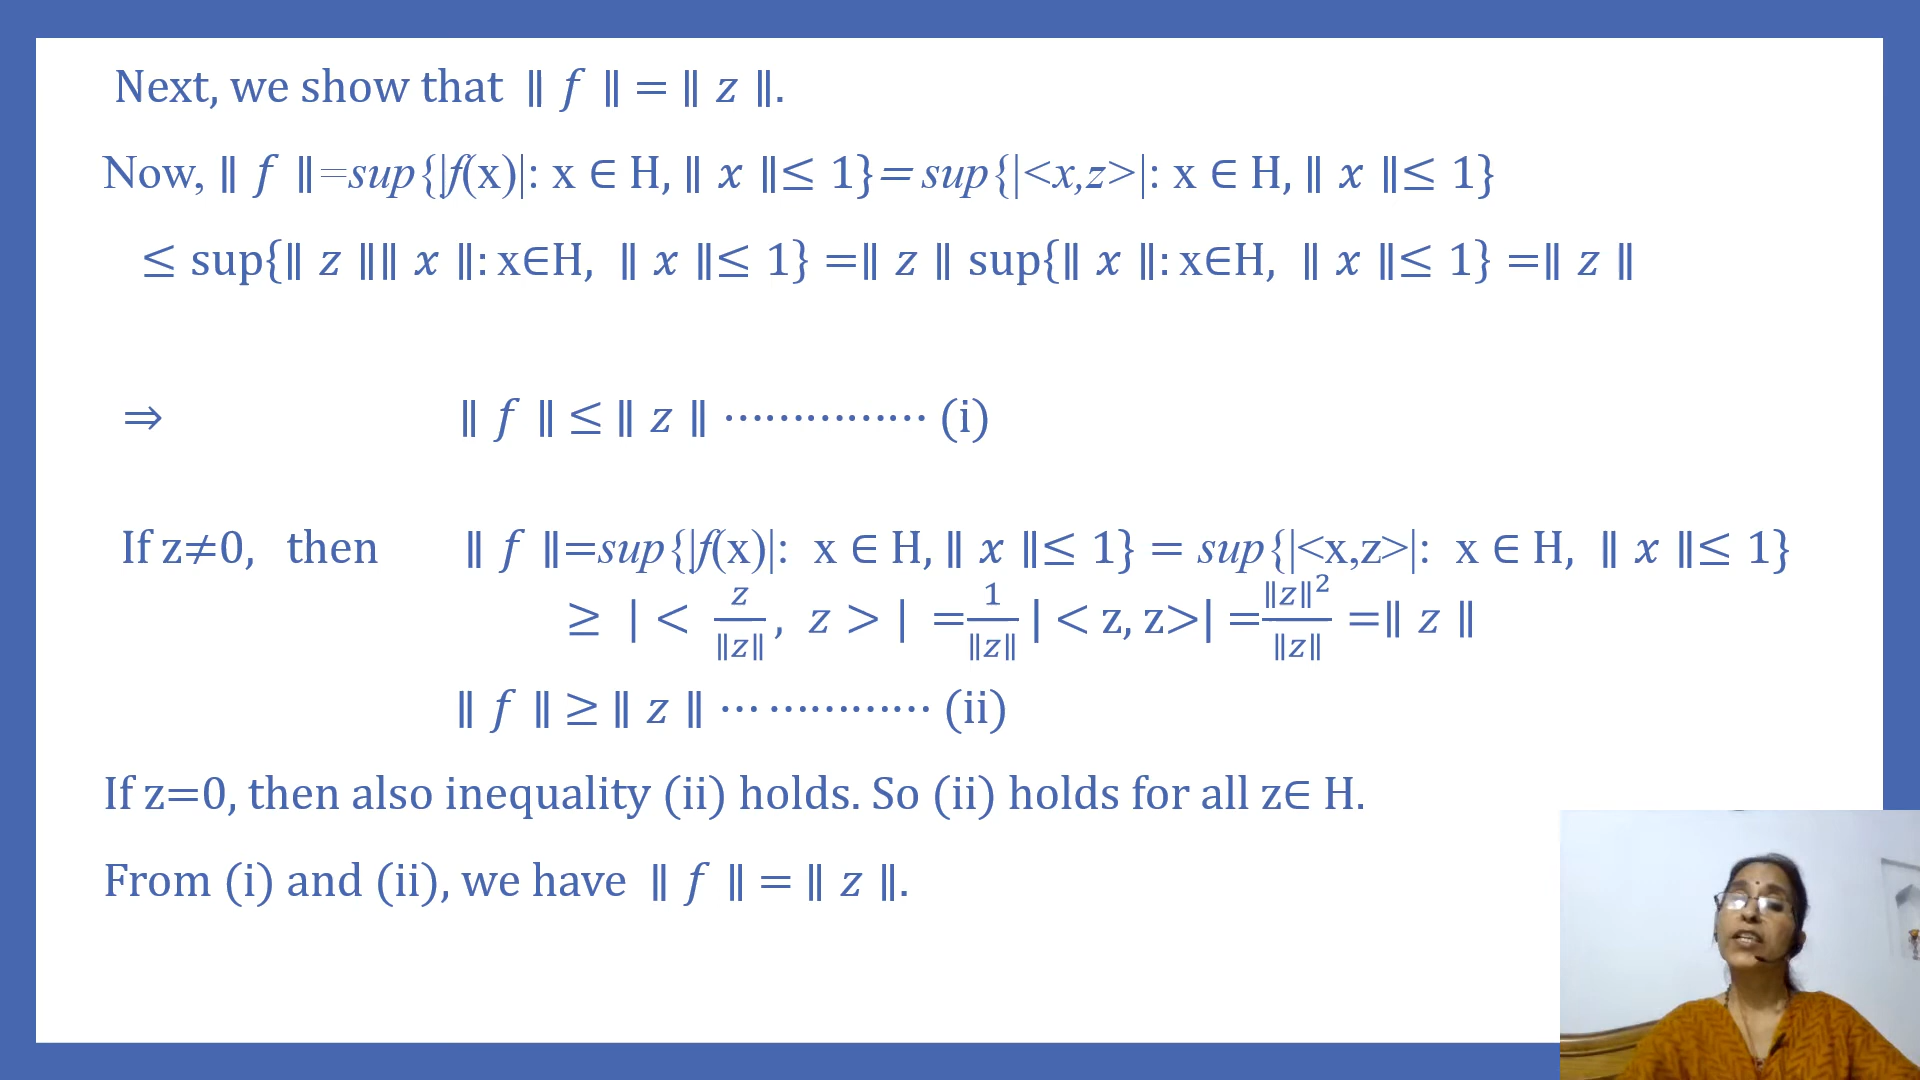 Next, we show that ‖ f ‖ = ‖ z ‖.
Now, ‖ f ‖=sup{|f(x)|: x ∈ H, ‖ x ‖≤ 1}= sup{|<x,z>|: x ∈ H, ‖ x ‖≤ 1}
≤ sup{‖ z ‖‖ x ‖: x∈H, ‖ x ‖≤ 1} =‖ z ‖ sup{‖ x ‖: x∈H, ‖ x ‖≤ 1} =‖ z ‖
⇒ ‖ f ‖ ≤ ‖ z ‖ ⋯⋯⋯⋯⋯ (i)
If z≠0, then ‖ f ‖=sup{|f(x)|: x ∈ H, ‖ x ‖≤ 1} = sup{|<x,z>|: x ∈ H, ‖ x ‖≤ 1}
≥ | < z/‖z‖, z > | =1/‖z‖ | < z, z>| =‖z‖²/‖z‖ =‖ z ‖
‖ f ‖ ≥ ‖ z ‖ ⋯ ⋯⋯⋯⋯ (ii)
If z=0, then also inequality (ii) holds. So (ii) holds for all z∈ H.
From (i) and (ii), we have ‖ f ‖ = ‖ z ‖.